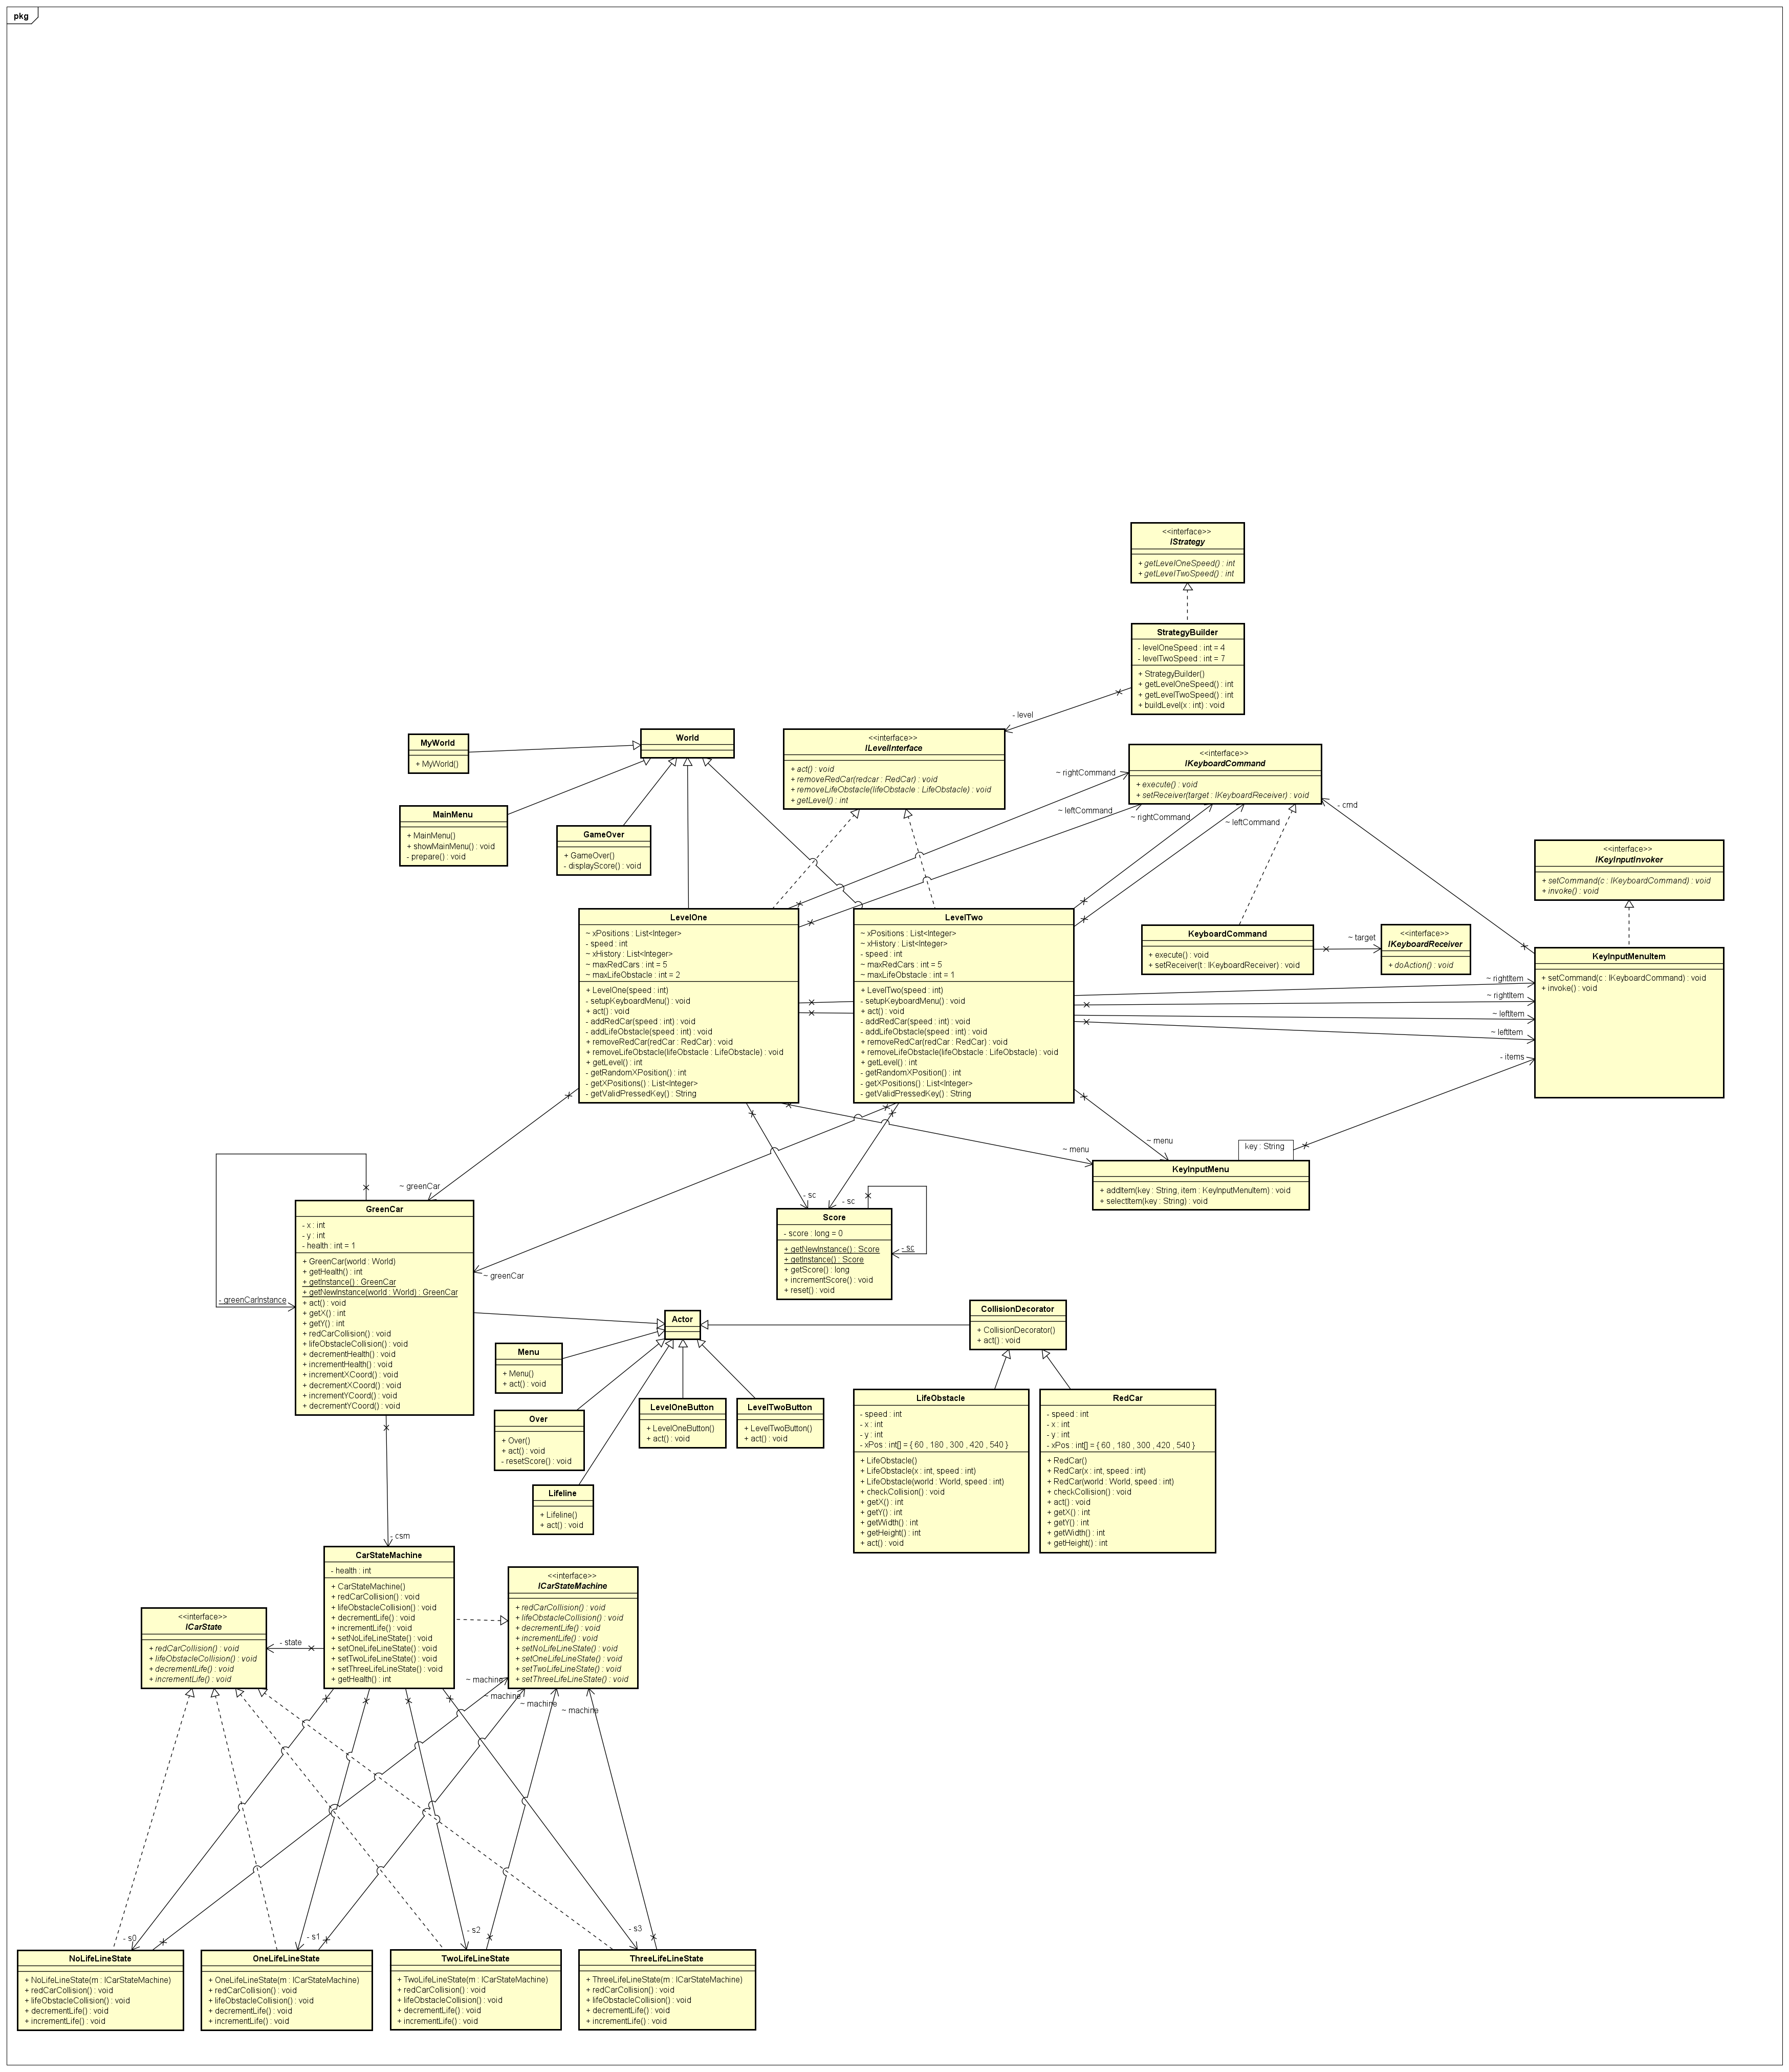 pkg
<<interface>>
IStrategy
+ getLevelOneSpeed() : int
+ getLevelTwoSpeed() : int
StrategyBuilder
- levelOneSpeed : int = 4
- levelTwoSpeed : int = 7
+ StrategyBuilder()
+ getLevelOneSpeed() : int
+ getLevelTwoSpeed() : int
+ buildLevel(x : int) : void
- level
MyWorld
+ MyWorld()
World
<<interface>>
ILevelInterface
+ act() : void
+ removeRedCar(redcar : RedCar) : void
+ removeLifeObstacle(lifeObstacle : LifeObstacle) : void
+ getLevel() : int
<<interface>>
IKeyboardCommand
+ execute() : void
+ setReceiver(target : IKeyboardReceiver) : void
~ rightCommand
~ leftCommand
~ rightCommand
~ leftCommand
- cmd
MainMenu
+ MainMenu()
+ showMainMenu() : void
- prepare() : void
GameOver
+ GameOver()
- displayScore() : void
<<interface>>
IKeyInputInvoker
+ setCommand(c : IKeyboardCommand) : void
+ invoke() : void
LevelOne
~ xPositions : List<Integer>
- speed : int
~ xHistory : List<Integer>
~ maxRedCars : int = 5
~ maxLifeObstacle : int = 2
+ LevelOne(speed : int)
- setupKeyboardMenu() : void
+ act() : void
- addRedCar(speed : int) : void
- addLifeObstacle(speed : int) : void
+ removeRedCar(redCar : RedCar) : void
+ removeLifeObstacle(lifeObstacle : LifeObstacle) : void
+ getLevel() : int
- getRandomXPosition() : int
- getXPositions() : List<Integer>
- getValidPressedKey() : String
LevelTwo
~ xPositions : List<Integer>
~ xHistory : List<Integer>
- speed : int
~ maxRedCars : int = 5
~ maxLifeObstacle : int = 1
+ LevelTwo(speed : int)
- setupKeyboardMenu() : void
+ act() : void
- addRedCar(speed : int) : void
- addLifeObstacle(speed : int) : void
+ removeRedCar(redCar : RedCar) : void
+ removeLifeObstacle(lifeObstacle : LifeObstacle) : void
+ getLevel() : int
- getRandomXPosition() : int
- getXPositions() : List<Integer>
- getValidPressedKey() : String
KeyboardCommand
+ execute() : void
+ setReceiver(t : IKeyboardReceiver) : void
~ target
<<interface>>
IKeyboardReceiver
+ doAction() : void
KeyInputMenuItem
+ setCommand(c : IKeyboardCommand) : void
+ invoke() : void
~ rightItem
~ rightItem
~ leftItem
~ leftItem
- items
key : String
~ menu
~ menu
KeyInputMenu
+ addItem(key : String, item : KeyInputMenuItem) : void
+ selectItem(key : String) : void
~ greenCar
- sc
- sc
Score
- score : long = 0
+ getNewInstance() : Score
+ getInstance() : Score
+ getScore() : long
+ incrementScore() : void
+ reset() : void
- sc
GreenCar
- x : int
- y : int
- health : int = 1
+ GreenCar(world : World)
+ getHealth() : int
+ getInstance() : GreenCar
+ getNewInstance(world : World) : GreenCar
+ act() : void
+ getX() : int
+ getY() : int
+ redCarCollision() : void
+ lifeObstacleCollision() : void
+ decrementHealth() : void
+ incrementHealth() : void
+ incrementXCoord() : void
+ decrementXCoord() : void
+ incrementYCoord() : void
+ decrementYCoord() : void
~ greenCar
- greenCarInstance
Actor
CollisionDecorator
+ CollisionDecorator()
+ act() : void
Menu
+ Menu()
+ act() : void
Over
+ Over()
+ act() : void
- resetScore() : void
LevelOneButton
+ LevelOneButton()
+ act() : void
LevelTwoButton
+ LevelTwoButton()
+ act() : void
Lifeline
+ Lifeline()
+ act() : void
LifeObstacle
- speed : int
- x : int
- y : int
- xPos : int[] = { 60 , 180 , 300 , 420 , 540 }
+ LifeObstacle()
+ LifeObstacle(x : int, speed : int)
+ LifeObstacle(world : World, speed : int)
+ checkCollision() : void
+ getX() : int
+ getY() : int
+ getWidth() : int
+ getHeight() : int
+ act() : void
RedCar
- speed : int
- x : int
- y : int
- xPos : int[] = { 60 , 180 , 300 , 420 , 540 }
+ RedCar()
+ RedCar(x : int, speed : int)
+ RedCar(world : World, speed : int)
+ checkCollision() : void
+ act() : void
+ getX() : int
+ getY() : int
+ getWidth() : int
+ getHeight() : int
- csm
CarStateMachine
- health : int
+ CarStateMachine()
+ redCarCollision() : void
+ lifeObstacleCollision() : void
+ decrementLife() : void
+ incrementLife() : void
+ setNoLifeLineState() : void
+ setOneLifeLineState() : void
+ setTwoLifeLineState() : void
+ setThreeLifeLineState() : void
+ getHealth() : int
<<interface>>
ICarStateMachine
+ redCarCollision() : void
+ lifeObstacleCollision() : void
+ decrementLife() : void
+ incrementLife() : void
+ setNoLifeLineState() : void
+ setOneLifeLineState() : void
+ setTwoLifeLineState() : void
+ setThreeLifeLineState() : void
<<interface>>
ICarState
+ redCarCollision() : void
+ lifeObstacleCollision() : void
+ decrementLife() : void
+ incrementLife() : void
- state
~ machine
~ machine
~ machine
~ machine
- s0
- s1
- s2
- s3
NoLifeLineState
+ NoLifeLineState(m : ICarStateMachine)
+ redCarCollision() : void
+ lifeObstacleCollision() : void
+ decrementLife() : void
+ incrementLife() : void
OneLifeLineState
+ OneLifeLineState(m : ICarStateMachine)
+ redCarCollision() : void
+ lifeObstacleCollision() : void
+ decrementLife() : void
+ incrementLife() : void
TwoLifeLineState
+ TwoLifeLineState(m : ICarStateMachine)
+ redCarCollision() : void
+ lifeObstacleCollision() : void
+ decrementLife() : void
+ incrementLife() : void
ThreeLifeLineState
+ ThreeLifeLineState(m : ICarStateMachine)
+ redCarCollision() : void
+ lifeObstacleCollision() : void
+ decrementLife() : void
+ incrementLife() : void